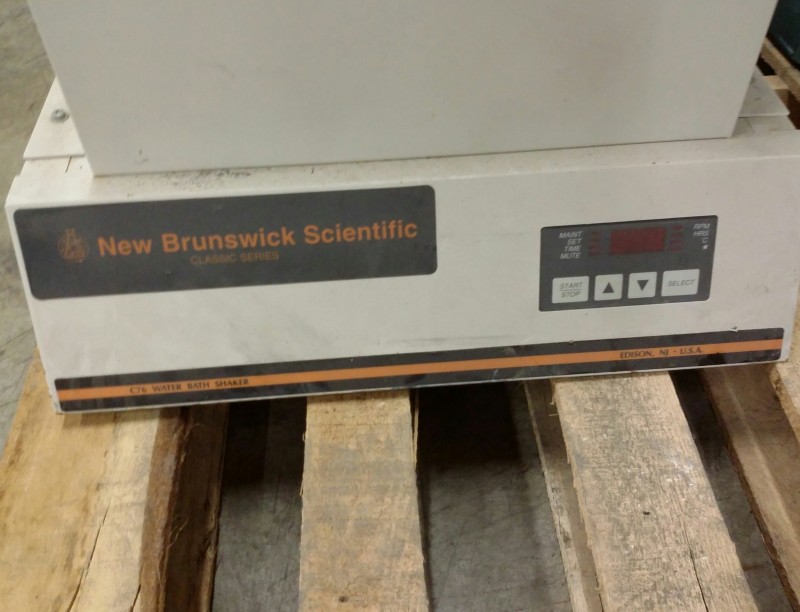 New Brunswick Scientific
CLASSIC SERIES
MAINT
SET
TIME
MUTE
RPM
HRS
°C
START
STOP
SELECT
C76 WATER BATH SHAKER
EDISON, NJ - U.S.A.